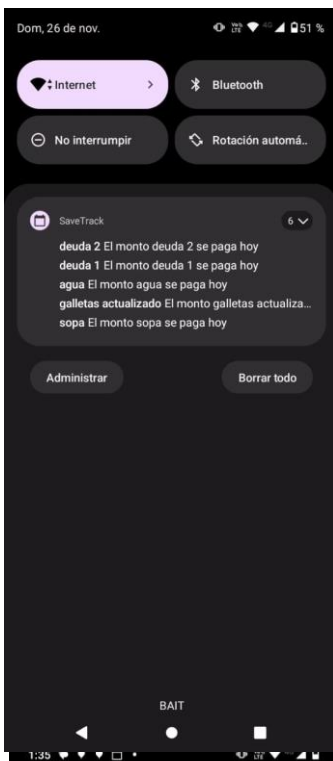 Dom, 26 de nov.
51 %
Internet
Bluetooth
No interrumpir
Rotación automá..
SaveTrack
6
deuda 2 El monto deuda 2 se paga hoy
deuda 1 El monto deuda 1 se paga hoy
agua El monto agua se paga hoy
galletas actualizado El monto galletas actualiza...
sopa El monto sopa se paga hoy
Administrar
Borrar todo
BAIT
1:35